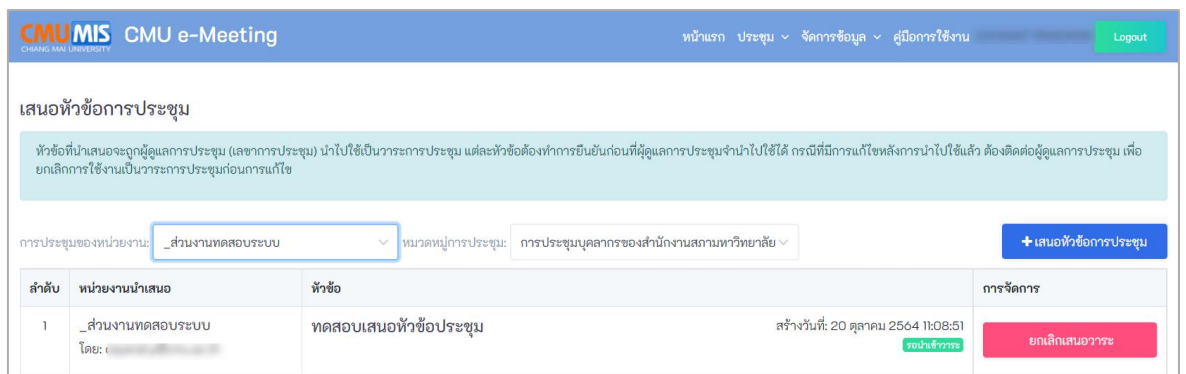 CMU MIS CMU e-Meeting หน้าแรก ประชุม จัดการข้อมูล คู่มือการใช้งาน Logout
CHIANG MAI UNIVERSITY
เสนอหัวข้อการประชุม
หัวข้อที่นำเสนอจะถูกผู้ดูแลการประชุม (เลขาการประชุม) นำไปใช้เป็นวาระการประชุม แต่ละหัวข้อต้องทำการยืนยันก่อนที่ผู้ดูแลการประชุมจำนำไปใช้ได้ กรณีที่มีการแก้ไขหลังการนำไปใช้แล้ว ต้องติดต่อผู้ดูแลการประชุม เพื่อ
ยกเลิกการใช้งานเป็นวาระการประชุมก่อนการแก้ไข
การประชุมของหน่วยงาน: _ส่วนงานทดสอบระบบ หมวดหมู่การประชุม: การประชุมบุคลากรของสำนักงานสภามหาวิทยาลัย +เสนอหัวข้อการประชุม
ลำดับ หน่วยงานนำเสนอ หัวข้อ การจัดการ
1 _ส่วนงานทดสอบระบบ ทดสอบเสนอหัวข้อประชุม สร้างวันที่: 20 ตุลาคม 2564 11:08:51 ยกเลิกเสนอวาระ
โดย: รอนำเข้าวาระ